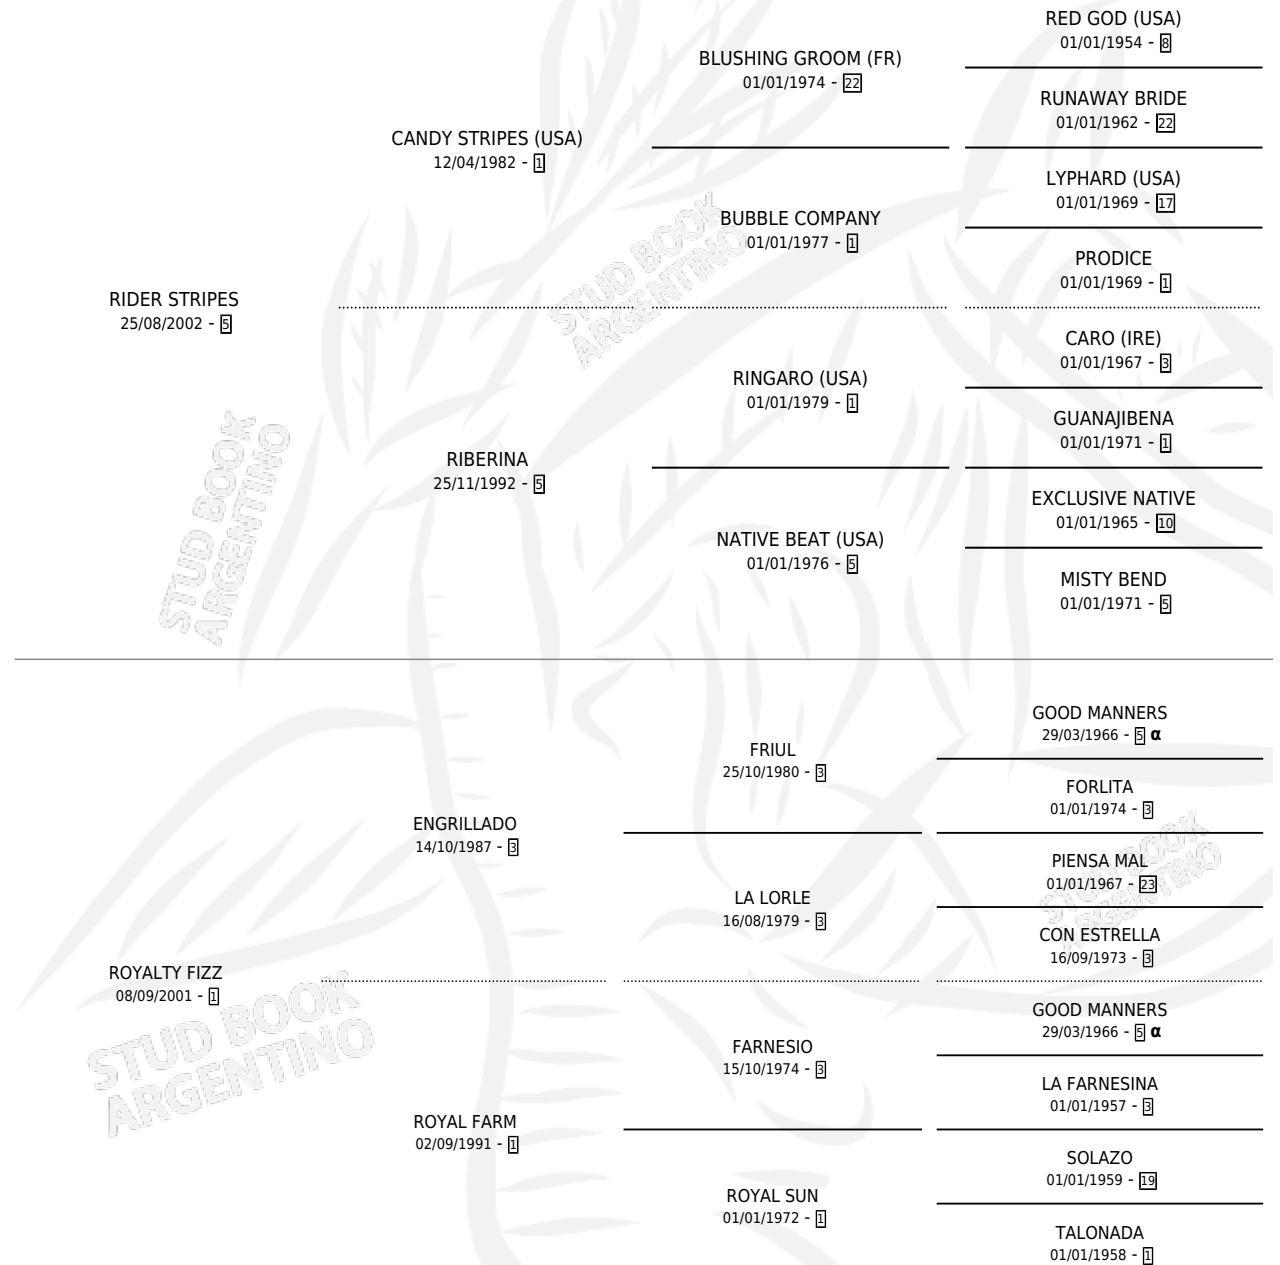 RED GOD (USA)
01/01/1954 - 8
BLUSHING GROOM (FR)
01/01/1974 - 22
RUNAWAY BRIDE
01/01/1962 - 22
CANDY STRIPES (USA)
12/04/1982 - 1
LYPHARD (USA)
01/01/1969 - 17
BUBBLE COMPANY
01/01/1977 - 1
PRODICE
01/01/1969 - 1
RIDER STRIPES
25/08/2002 - 5
CARO (IRE)
01/01/1967 - 3
RINGARO (USA)
01/01/1979 - 1
GUANAJIBENA
01/01/1971 - 1
RIBERINA
25/11/1992 - 5
EXCLUSIVE NATIVE
01/01/1965 - 10
NATIVE BEAT (USA)
01/01/1976 - 5
MISTY BEND
01/01/1971 - 5
GOOD MANNERS
29/03/1966 - 5 α
FRIUL
25/10/1980 - 3
FORLITA
01/01/1974 - 3
ENGRILLADO
14/10/1987 - 3
PIENSA MAL
01/01/1967 - 23
LA LORLE
16/08/1979 - 3
CON ESTRELLA
16/09/1973 - 3
ROYALTY FIZZ
08/09/2001 - 1
GOOD MANNERS
29/03/1966 - 5 α
FARNESIO
15/10/1974 - 3
LA FARNESINA
01/01/1957 - 3
ROYAL FARM
02/09/1991 - 1
SOLAZO
01/01/1959 - 19
ROYAL SUN
01/01/1972 - 1
TALONADA
01/01/1958 - 1
STUD BOOK
ARGENTINO
STUD BOOK
ARGENTINO
STUD BOOK
ARGENTINO
STUD BOOK
ARGENTINO